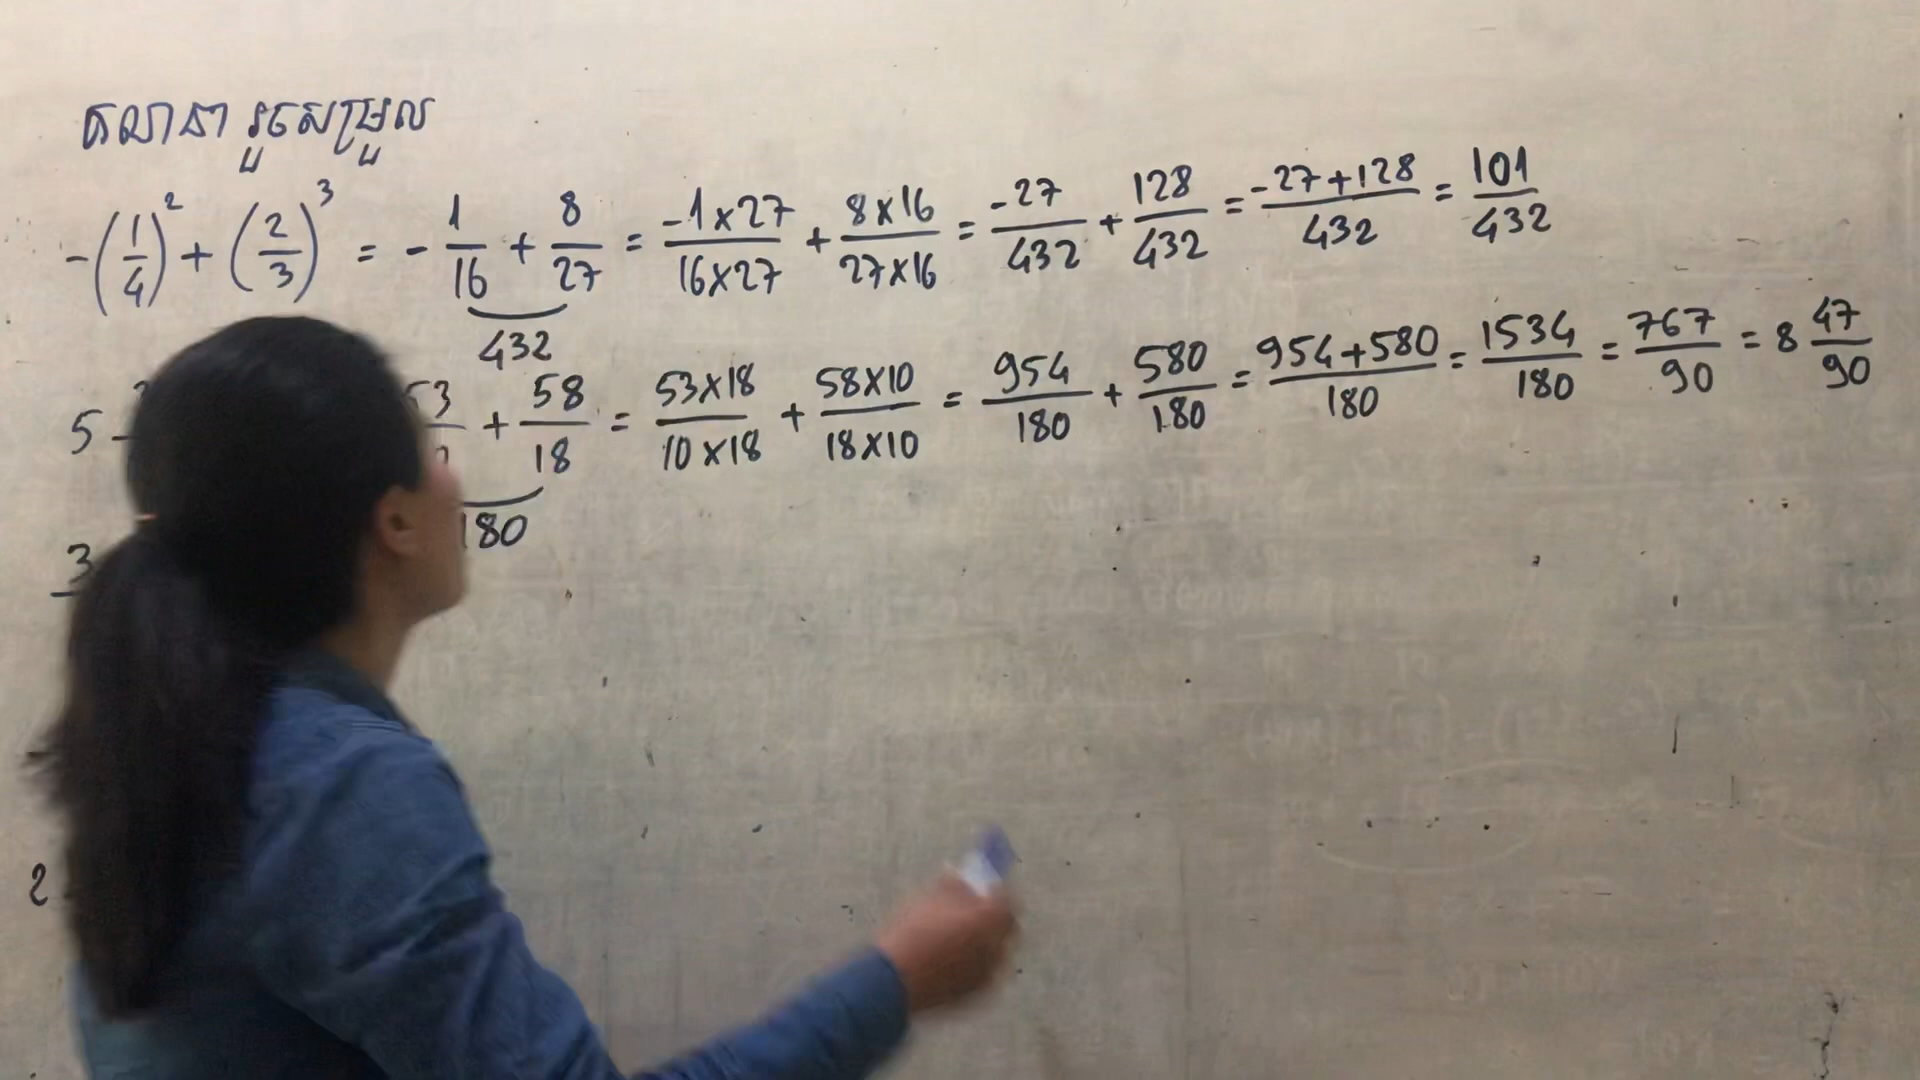 គណនា រួចសម្រួល
-(1/4)² + (2/3)³ = - 1/16 + 8/27 = -1×27/16×27 + 8×16/27×16 = -27/432 + 128/432 = -27+128/432 = 101/432
432
5 53 + 58/18 = 53×18/10×18 + 58×10/18×10 = 954/180 + 580/180 = 954+580/180 = 1534/180 = 767/90 = 8 47/90
180
3
2